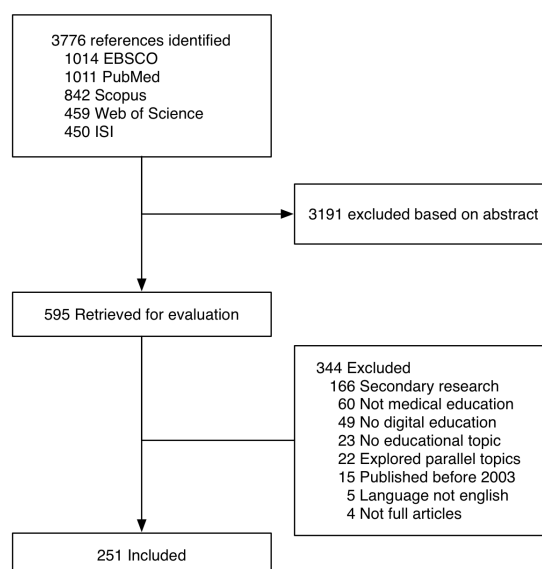 3776 references identified
1014 EBSCO
1011 PubMed
842 Scopus
459 Web of Science
450 ISI
3191 excluded based on abstract
595 Retrieved for evaluation
344 Excluded
166 Secondary research
60 Not medical education
49 No digital education
23 No educational topic
22 Explored parallel topics
15 Published before 2003
5 Language not english
4 Not full articles
251 Included